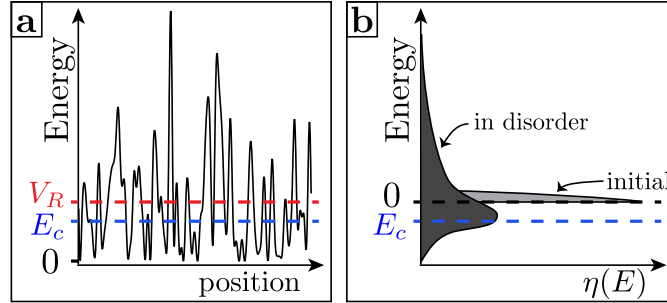 a
Energy
V_R
E_c
0
position
b
Energy
in disorder
initial
0
E_c
η(E)